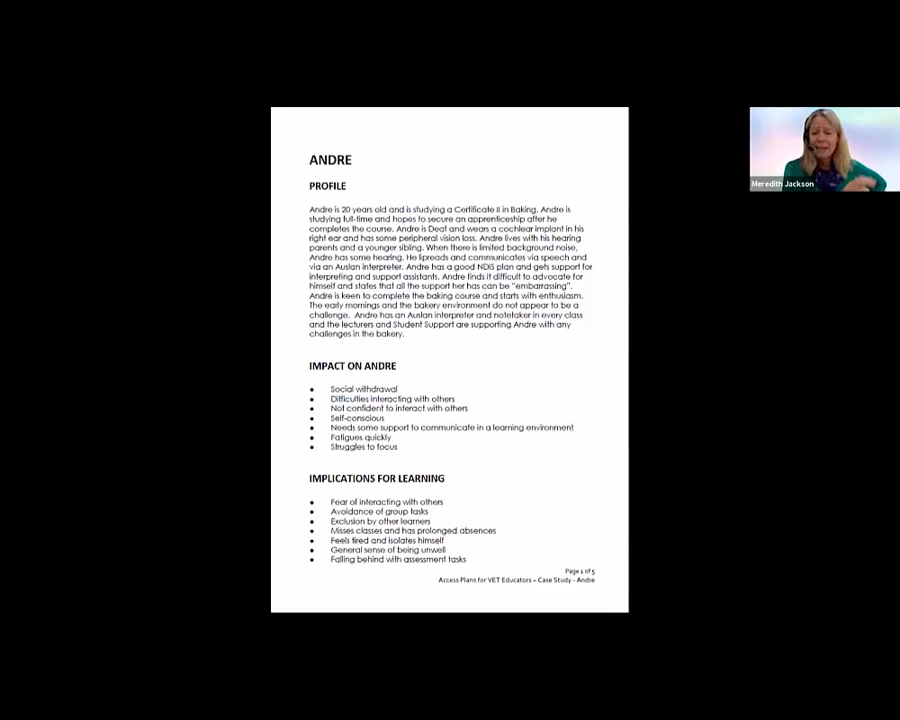 ANDRE
PROFILE
Andre is 20 years old and is studying a Certificate II in Baking. Andre is
studying full-time and hopes to secure an apprenticeship after he
completes the course. Andre is Deaf and wears a cochlear implant in his
right ear and has some peripheral vision loss. Andre lives with his hearing
parents and a younger sibling. When there is limited background noise,
Andre has some hearing. He lipreads and communicates via speech and
via an Auslan interpreter. Andre has a good NDIS plan and gets support for
interpreting and support assistants. Andre finds it difficult to advocate for
himself and states that all the support her has can be "embarrassing".
Andre is keen to complete the baking course and starts with enthusiasm.
The early mornings and the bakery environment do not appear to be a
challenge. Andre has an Auslan interpreter and notetaker in every class
and the lecturers and Student Support are supporting Andre with any
challenges in the bakery.
IMPACT ON ANDRE
• Social withdrawal
• Difficulties interacting with others
• Not confident to interact with others
• Self-conscious
• Needs some support to communicate in a learning environment
• Fatigues quickly
• Struggles to focus
IMPLICATIONS FOR LEARNING
• Fear of interacting with others
• Avoidance of group tasks
• Exclusion by other learners
• Misses classes and has prolonged absences
• Feels tired and isolates himself
• General sense of being unwell
• Falling behind with assessment tasks
Page 1 of 5
Access Plans for VET Educators – Case Study - Andre
Meredith Jackson